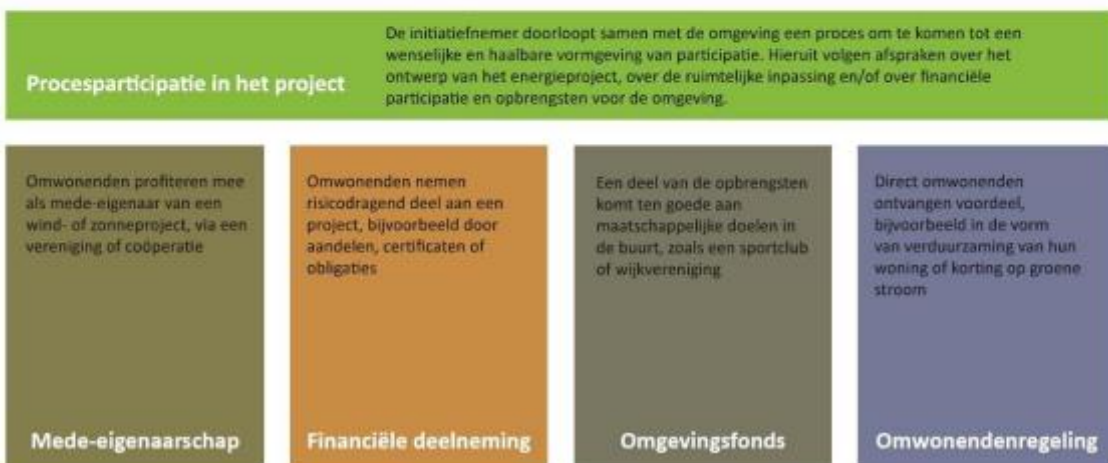 Procesparticipatie in het project
De initiatiefnemer doorloopt samen met de omgeving een proces om te komen tot een
wenselijke en haalbare vormgeving van participatie. Hieruit volgen afspraken over het
ontwerp van het energieproject, over de ruimtelijke inpassing en/of over financiële
participatie en opbrengsten voor de omgeving.
Omwonenden profiteren mee
als mede-eigenaar van een
wind- of zonneproject, via een
vereniging of coöperatie
Mede-eigenaarschap
Omwonenden nemen
risicodragend deel aan een
project, bijvoorbeeld door
aandelen, certificaten of
obligaties
Financiële deelneming
Een deel van de opbrengsten
komt ten goede aan
maatschappelijke doelen in
de buurt, zoals een sportclub
of wijkvereniging
Omgevingsfonds
Direct omwonenden
ontvangen voordeel,
bijvoorbeeld in de vorm
van verduurzaming van hun
woning of korting op groene
stroom
Omwonendenregeling